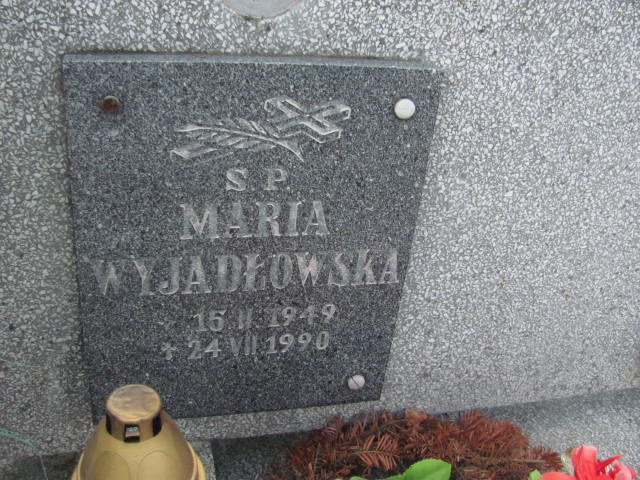 S. P.
MARIA
WYJADŁOWSKA
* 15 II 1949
+ 24 VII 1990